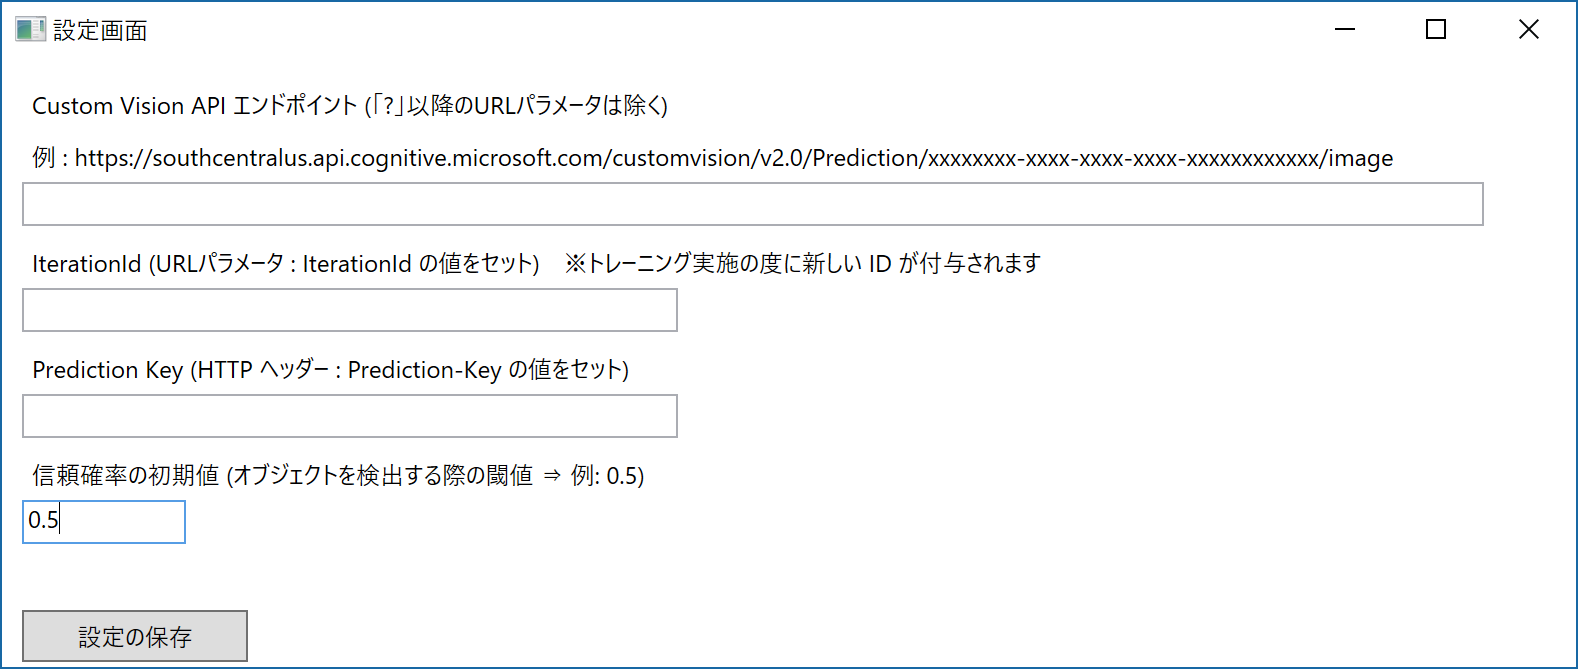 設定画面
Custom Vision API エンドポイント (「?」以降のURLパラメータは除く)
例 : https://southcentralus.api.cognitive.microsoft.com/customvision/v2.0/Prediction/xxxxxxxx-xxxx-xxxx-xxxx-xxxxxxxxxxxx/image
IterationId (URLパラメータ : IterationId の値をセット)　※トレーニング実施の度に新しい ID が付与されます
Prediction Key (HTTP ヘッダー : Prediction-Key の値をセット)
信頼確率の初期値 (オブジェクトを検出する際の閾値 ⇒ 例: 0.5)
0.5
設定の保存